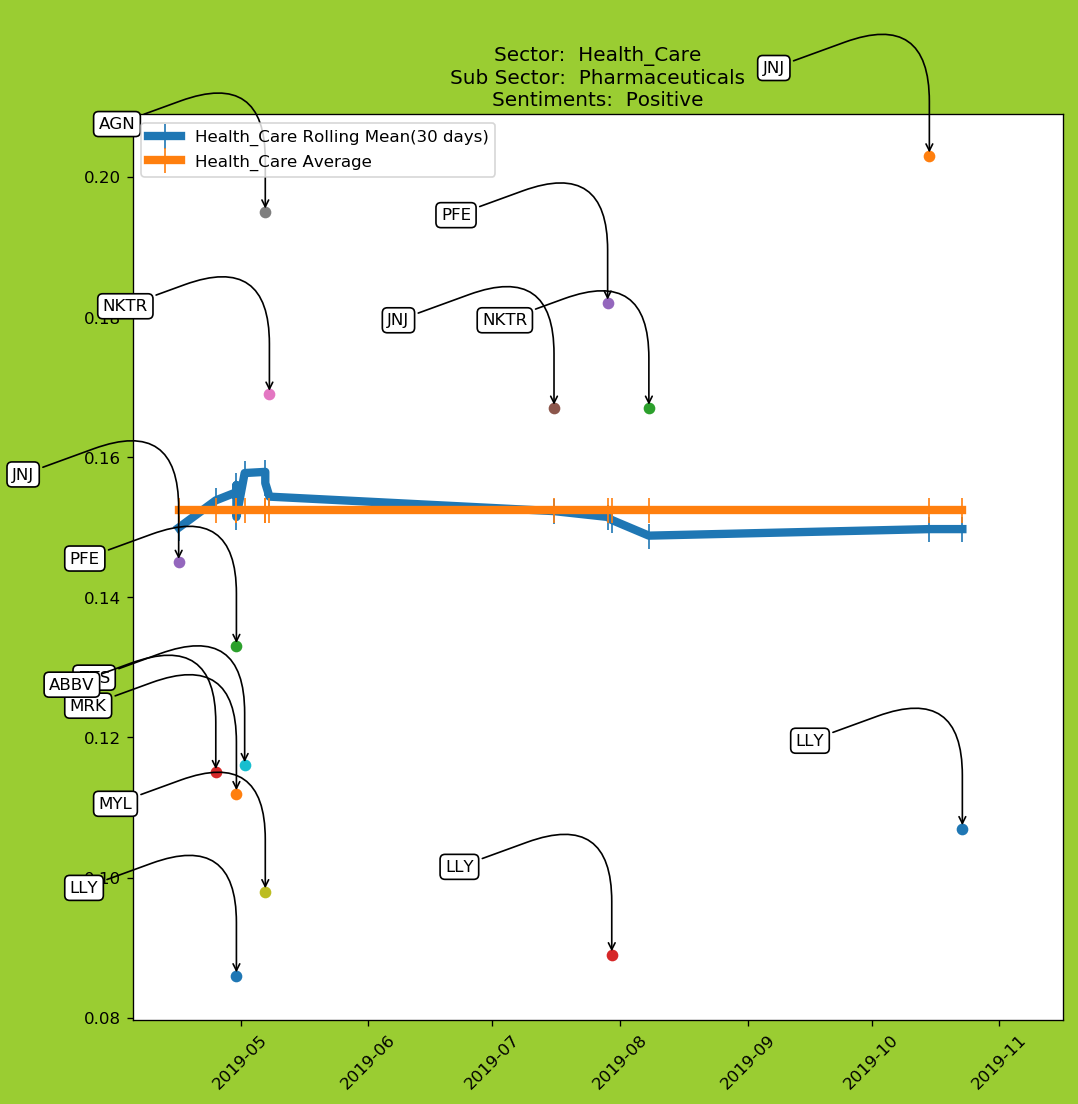 Sector:  Health_Care
Sub Sector:  Pharmaceuticals
Sentiments:  Positive
JNJ
AGN
Health_Care Rolling Mean(30 days)
Health_Care Average
0.20
PFE
NKTR
JNJ
NKTR
0.18
0.16
JNJ
PFE
0.14
ABBV
MRK
0.12
LLY
MYL
LLY
0.10
LLY
0.08
2019-05
2019-06
2019-07
2019-08
2019-09
2019-10
2019-11